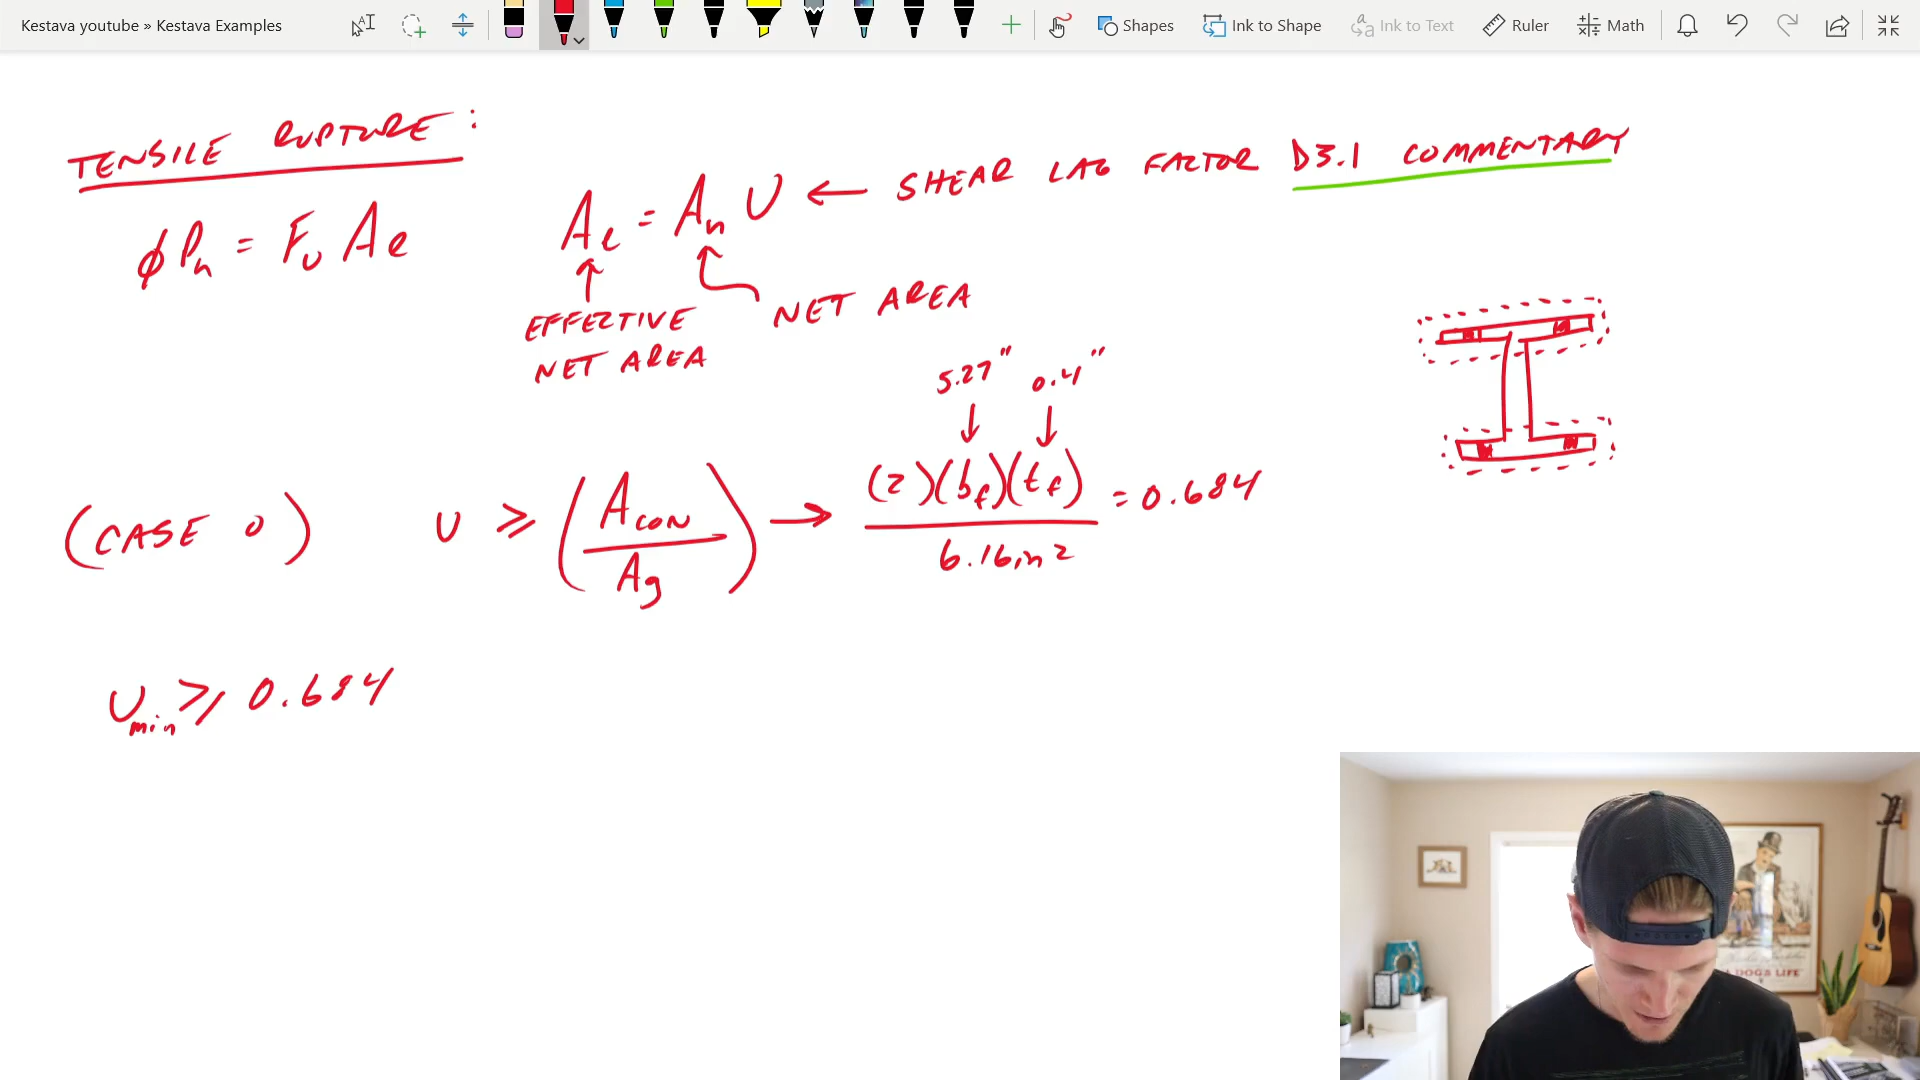 Kestava youtube » Kestava Examples
Shapes
Ink to Shape
Ink to Text
Ruler
Math
TENSILE RUPTURE:
ϕPn = Fu Ae
Ae = An U ← SHEAR LAG FACTOR D3.1 COMMENTARY
EFFECTIVE NET AREA
NET AREA
5.27" 0.4"
(CASE 0) U ≥ (Acon / Ag) → (2)(bf)(tf) / 6.16in2 = 0.684
Umin ≥ 0.684
A DOGS LIFE